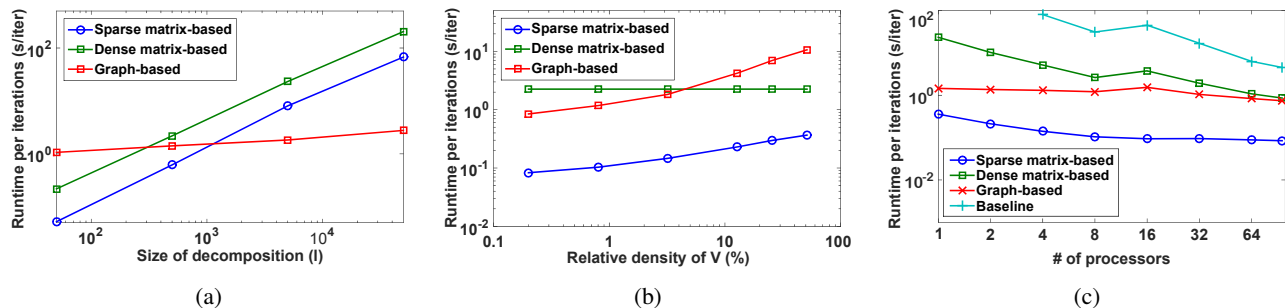 Runtime per iterations (s/iter)
10^2
10^0
Sparse matrix-based
Dense matrix-based
Graph-based
10^2
10^3
10^4
Size of decomposition (l)
(a)
Runtime per iterations (s/iter)
10^2
10^1
10^0
10^-1
10^-2
Sparse matrix-based
Dense matrix-based
Graph-based
0.1
1
10
100
Relative density of V (%)
(b)
Runtime per iterations (s/iter)
10^2
10^0
10^-2
Sparse matrix-based
Dense matrix-based
Graph-based
Baseline
1
2
4
8
16
32
64
# of processors
(c)